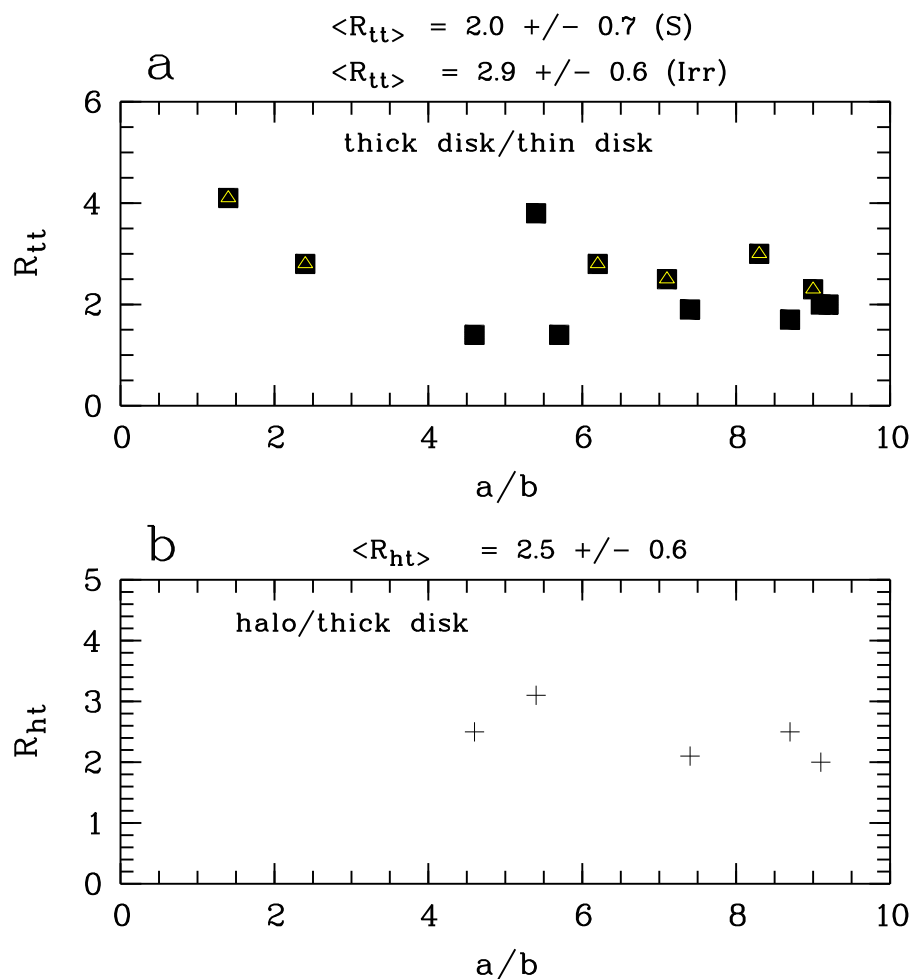 <R_tt> = 2.0 +/- 0.7 (S)
a
<R_tt> = 2.9 +/- 0.6 (Irr)
6
thick disk/thin disk
4
R_tt
2
0
0 2 4 6 8 10
a/b
b
<R_ht> = 2.5 +/- 0.6
5
halo/thick disk
4
3
R_ht
2
1
0
0 2 4 6 8 10
a/b